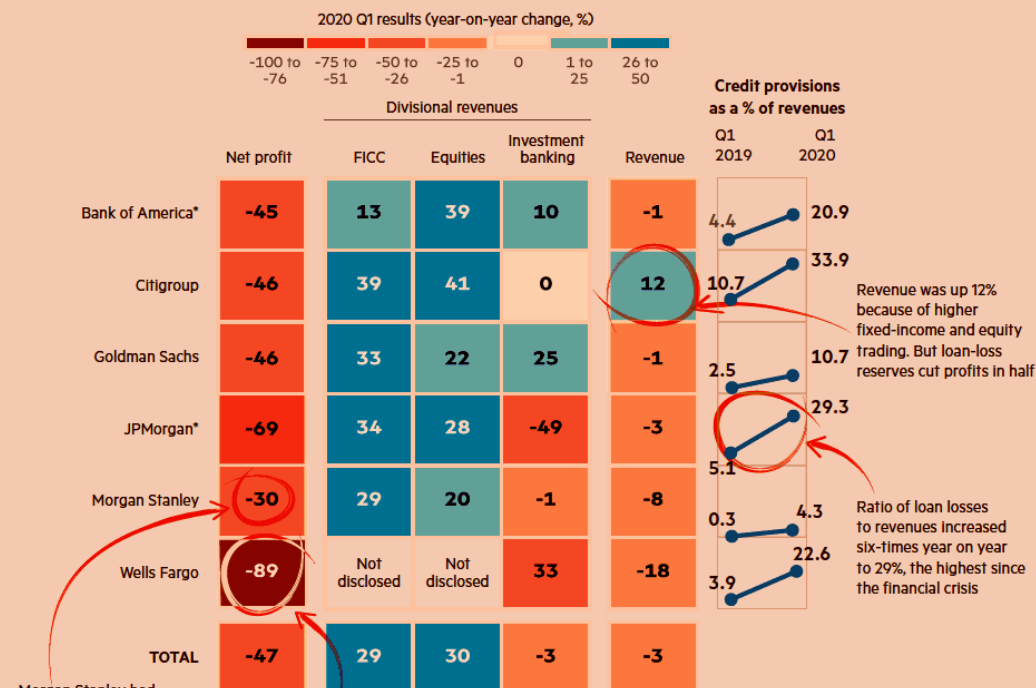 2020 Q1 results (year-on-year change, %)
-100 to -76
-75 to -51
-50 to -26
-25 to -1
0
1 to 25
26 to 50
Credit provisions
as a % of revenues
Divisional revenues
Q1 2019
Q1 2020
Net profit
FICC
Equities
Investment banking
Revenue
Bank of America* -45 13 39 10 -1 4.4 20.9
Citigroup -46 39 41 0 12 10.7 33.9
Revenue was up 12%
because of higher
fixed-income and equity
trading. But loan-loss
reserves cut profits in half
Goldman Sachs -46 33 22 25 -1 2.5 10.7
JPMorgan* -69 34 28 -49 -3 5.1 29.3
Morgan Stanley -30 29 20 -1 -8 0.3 4.3
Ratio of loan losses
to revenues increased
six-times year on year
to 29%, the highest since
the financial crisis
Wells Fargo -89 Not disclosed Not disclosed 33 -18 3.9 22.6
TOTAL -47 29 30 -3 -3
Morgan Stanley had